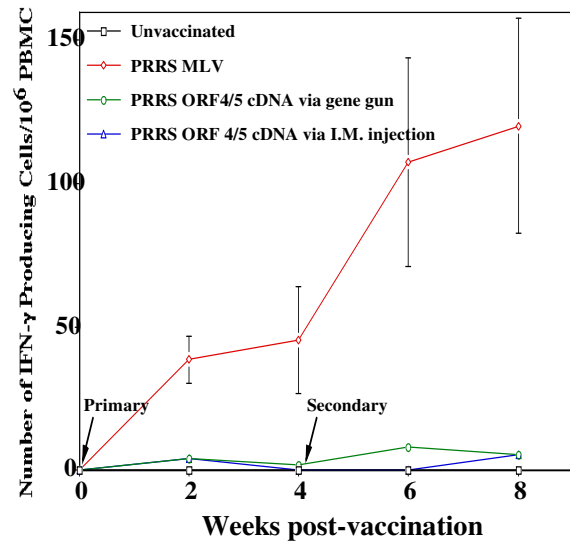 Number of IFN-γ Producing Cells/10⁶ PBMC
150
100
50
0
Unvaccinated
PRRS MLV
PRRS ORF4/5 cDNA via gene gun
PRRS ORF 4/5 cDNA via I.M. injection
Primary
Secondary
0 2 4 6 8
Weeks post-vaccination